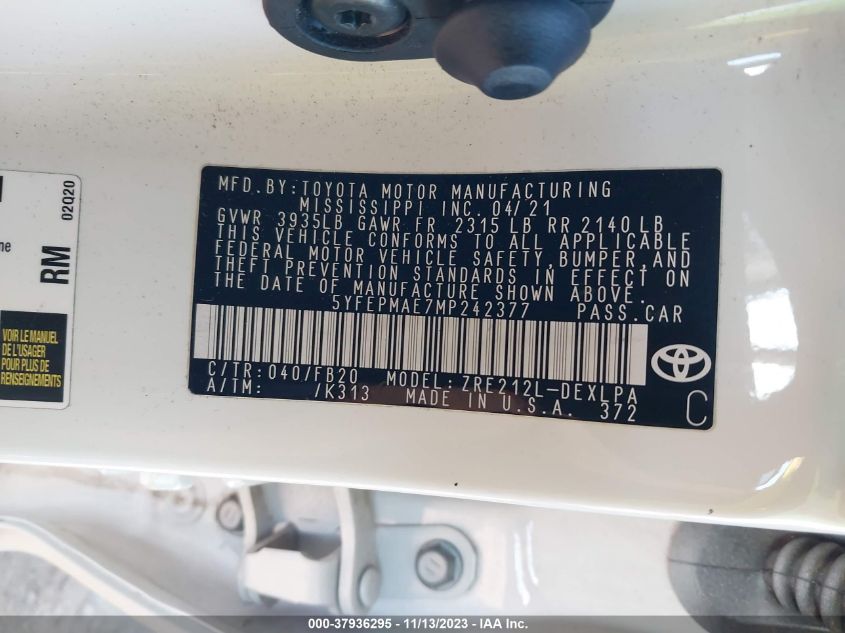 MFD. BY: TOYOTA MOTOR MANUFACTURING
MISSISSIPPI INC. 04/21
GVWR 3935LB GAWR FR 2315 LB RR 2140 LB
THIS VEHICLE CONFORMS TO ALL APPLICABLE
FEDERAL MOTOR VEHICLE SAFETY, BUMPER, AND
THEFT PREVENTION STANDARDS IN EFFECT ON
THE DATE OF MANUFACTURE SHOWN ABOVE.
5YFEPMAE7MP242377 PASS. CAR
C/TR: 040/FB20 MODEL: ZRE212L-DEXLPA
A/TM: /K313 MADE IN U.S.A. 372
C
RM
02Q20
VOIR LE MANUEL
DE L'USAGER
POUR PLUS DE
RENSEIGNEMENTS
000-37936295 - 11/13/2023 - IAA Inc.